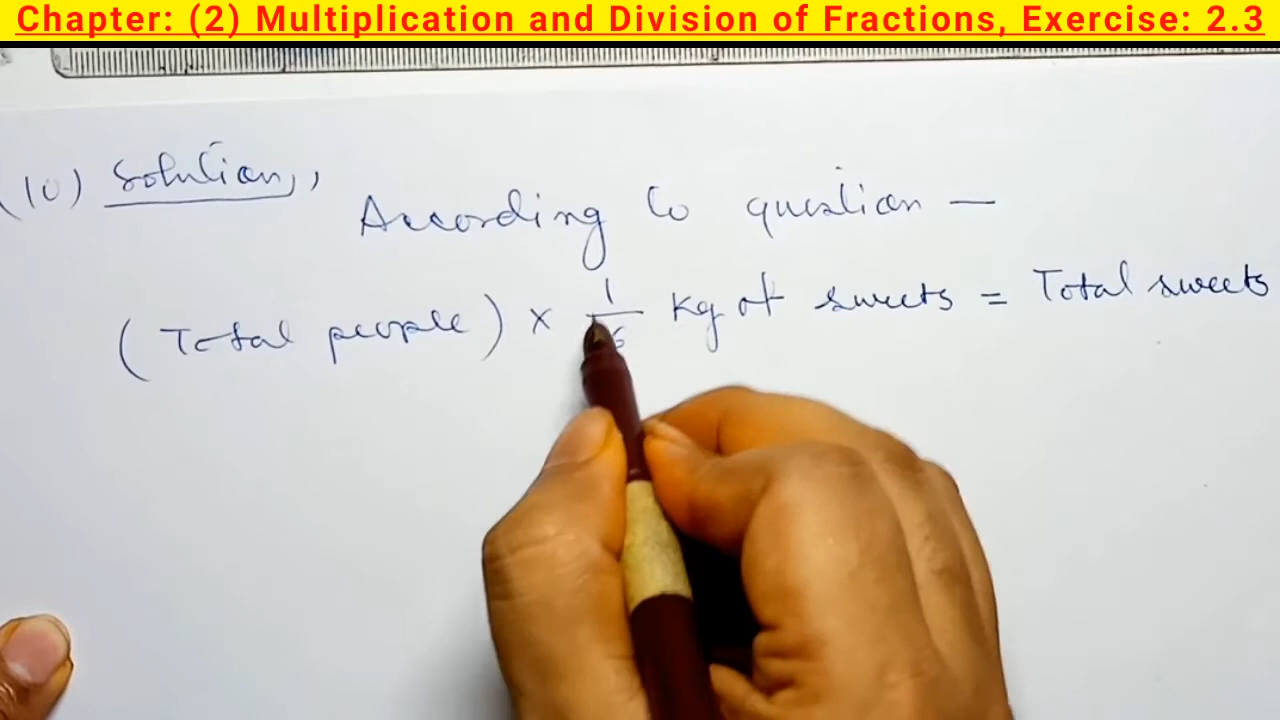 Chapter: (2) Multiplication and Division of Fractions, Exercise: 2.3
(10) Solution,,
According to question —
(Total people) × 1/6 Kg of sweets = Total sweets